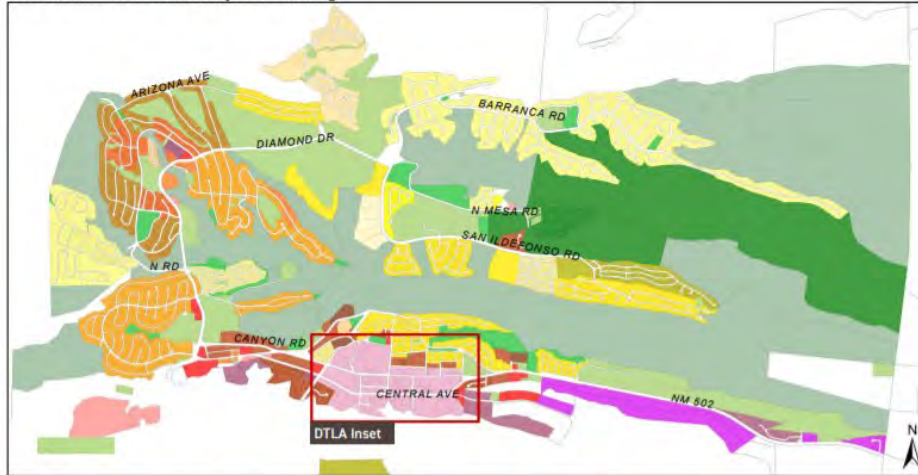 ARIZONA AVE
BARRANCA RD
DIAMOND DR
N MESA RD
SAN ILDEFONSO RD
N RD
CANYON RD
CENTRAL AVE
NM 502
DTLA Inset
N